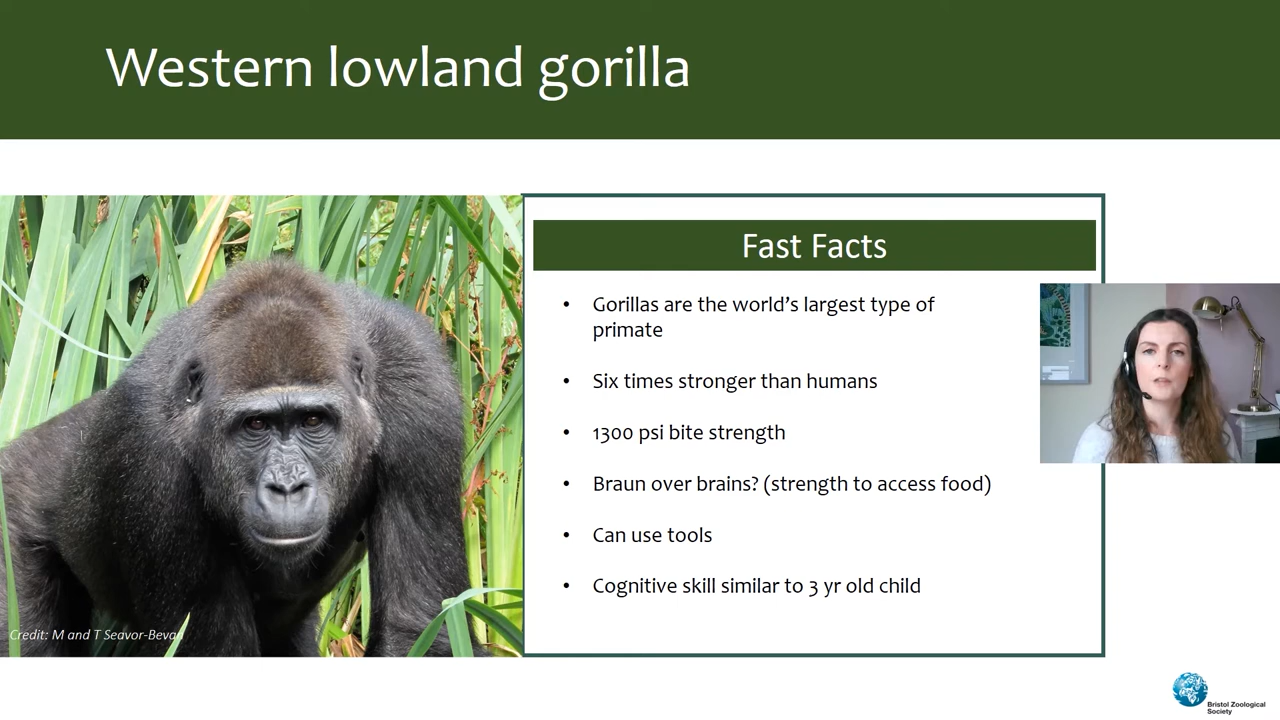 Western lowland gorilla
Fast Facts
• Gorillas are the world's largest type of
primate
• Six times stronger than humans
• 1300 psi bite strength
• Braun over brains? (strength to access food)
• Can use tools
• Cognitive skill similar to 3 yr old child
Credit: M and T Seavor-Bevan
Bristol Zoological
Society